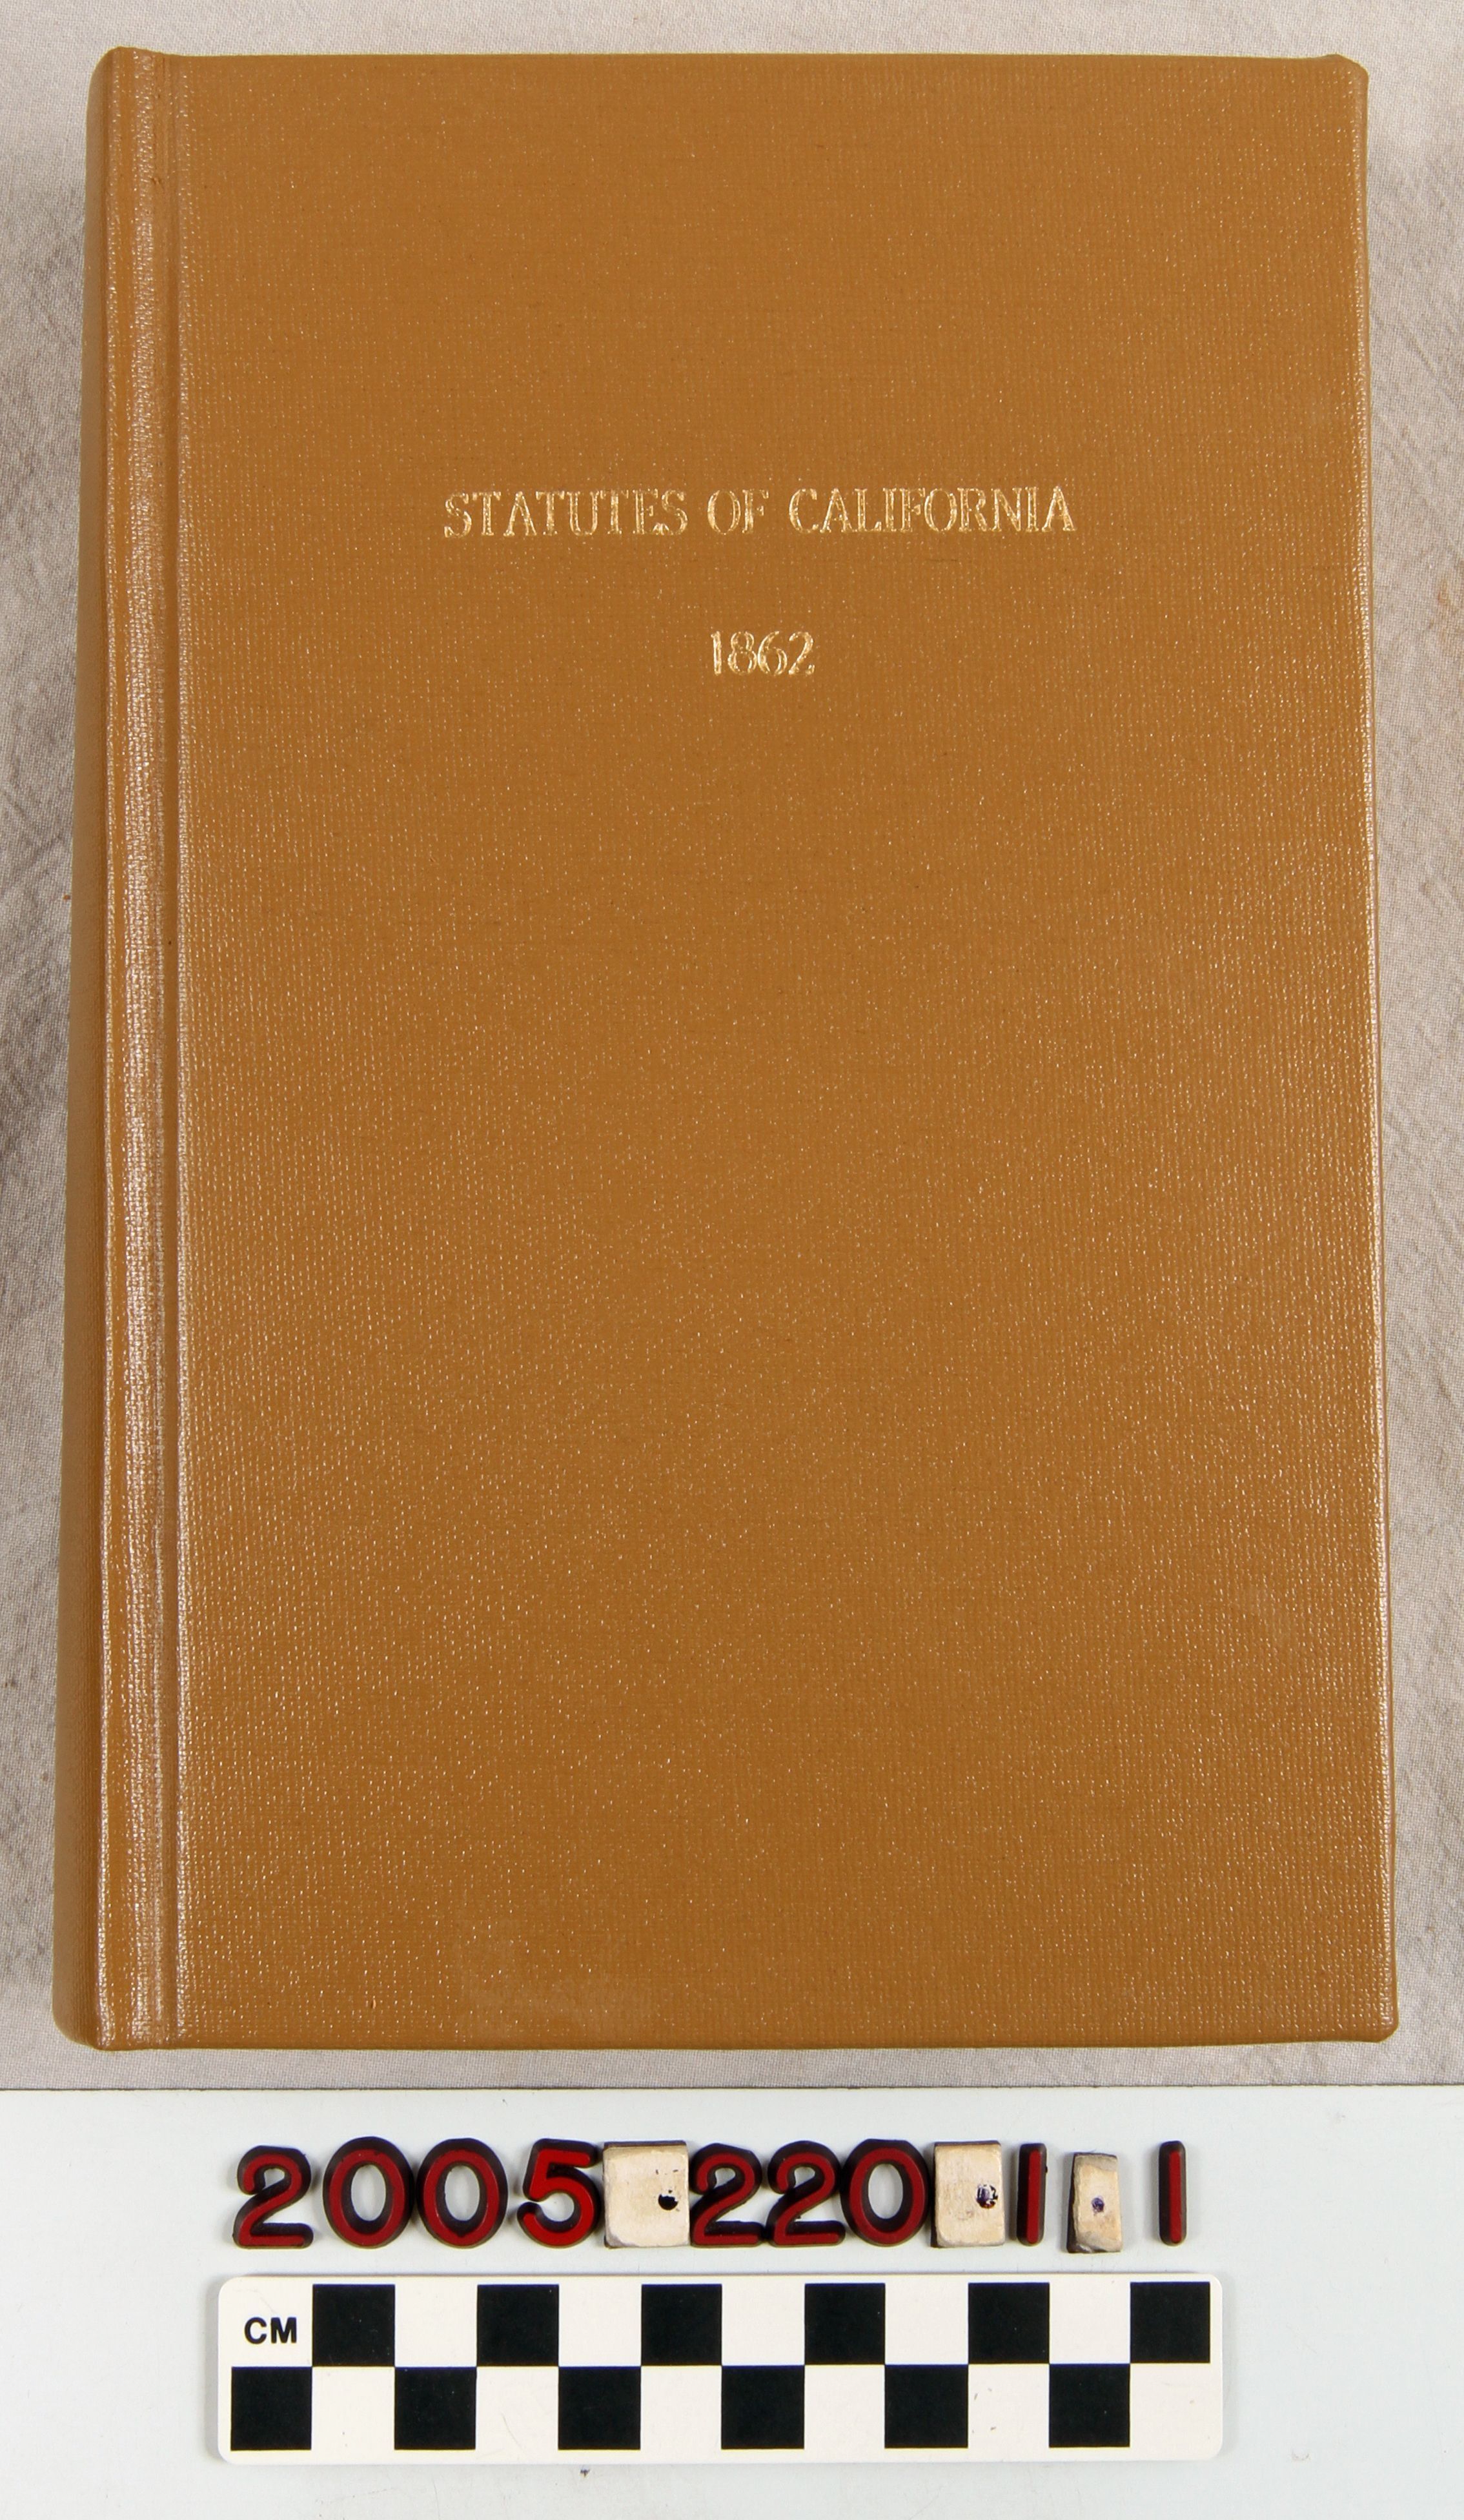 STATUTES OF CALIFORNIA
1862
2005.220.1.1
CM